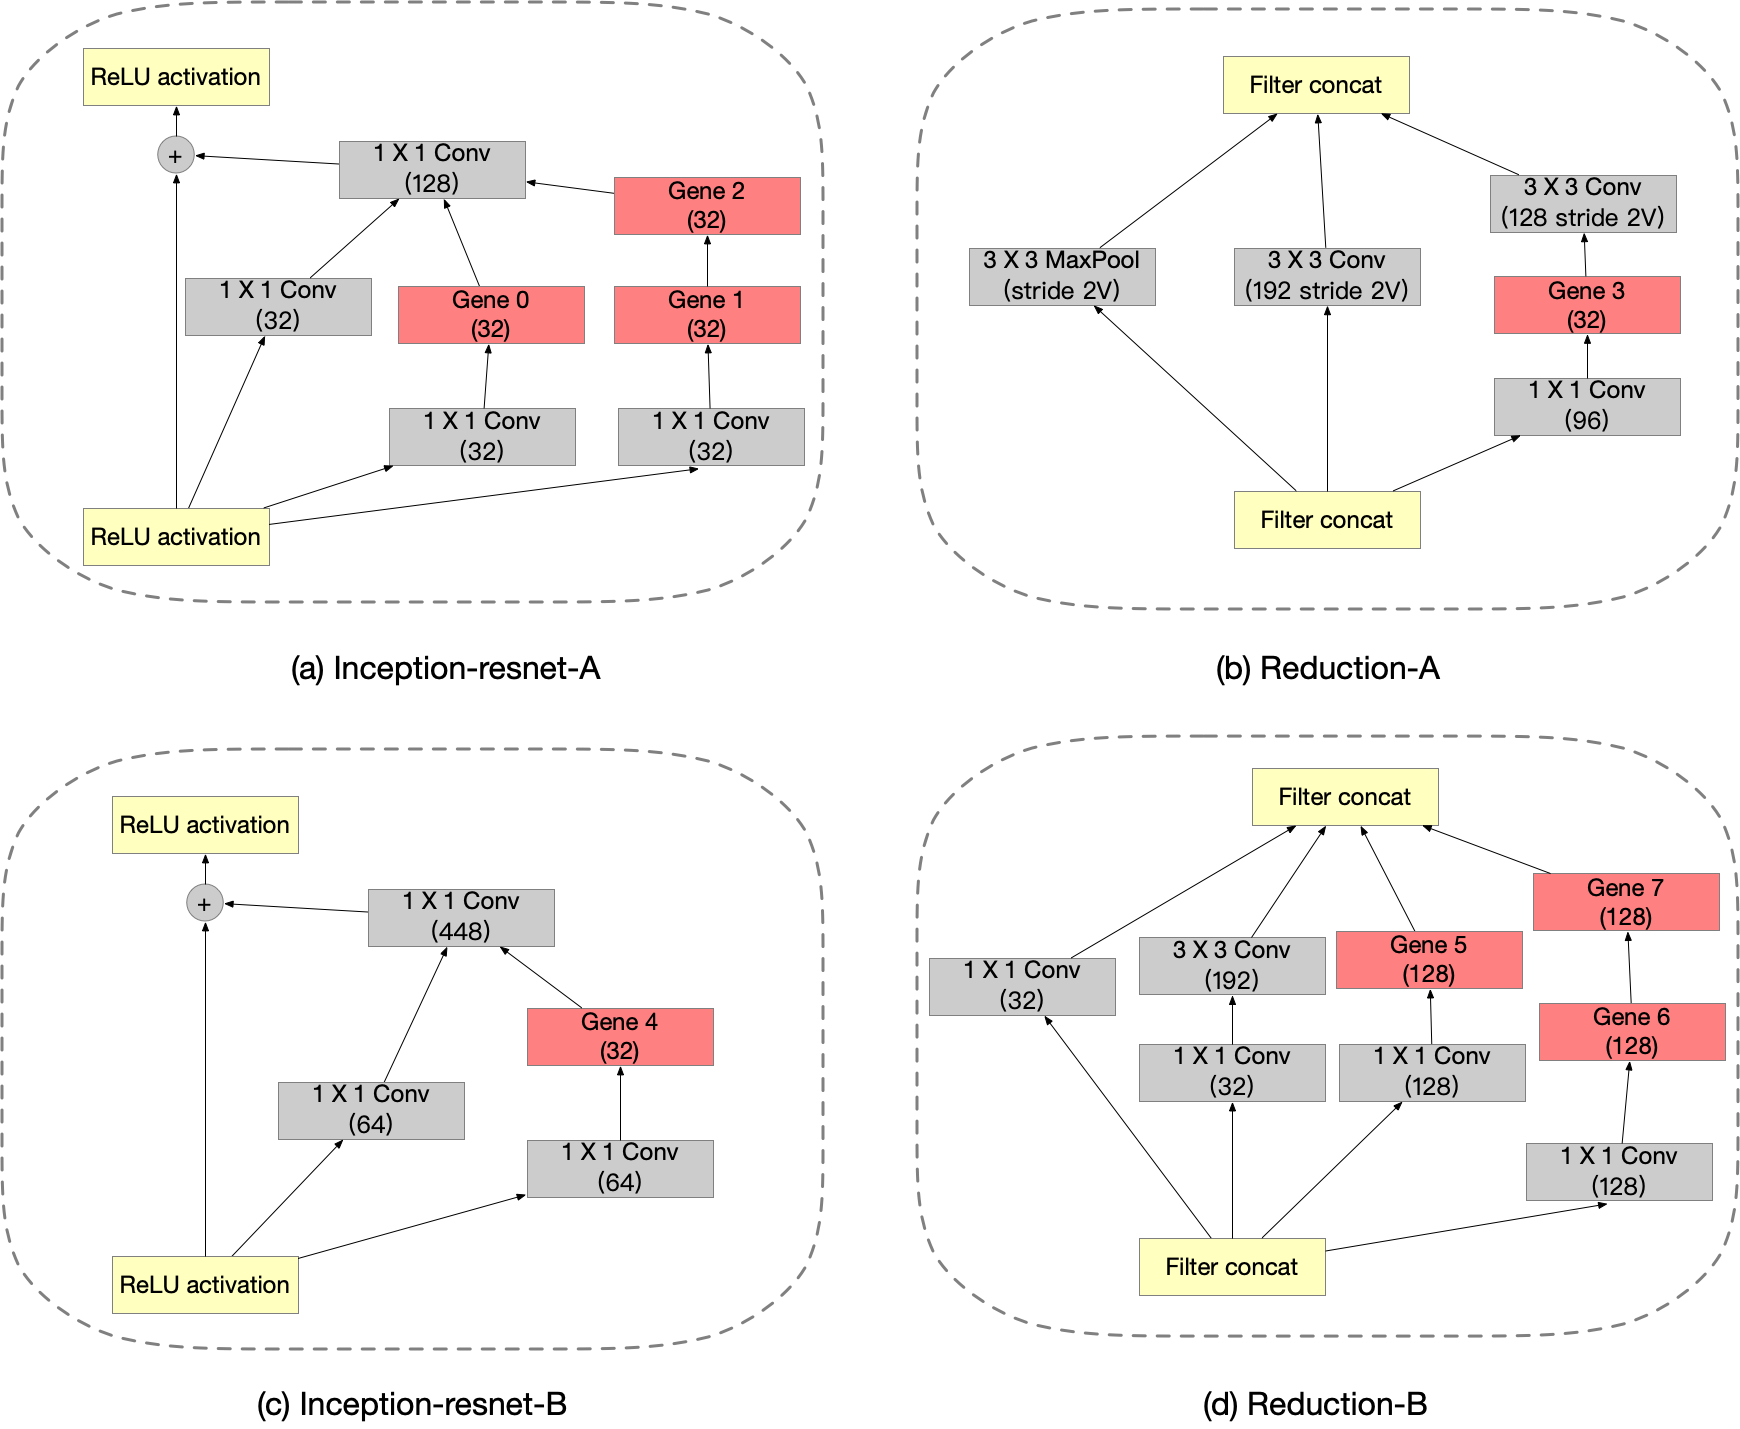 ReLU activation
+
1 X 1 Conv
(128)
Gene 2
(32)
1 X 1 Conv
(32)
Gene 0
(32)
Gene 1
(32)
1 X 1 Conv
(32)
1 X 1 Conv
(32)
ReLU activation
(a) Inception-resnet-A
Filter concat
3 X 3 Conv
(128 stride 2V)
3 X 3 MaxPool
(stride 2V)
3 X 3 Conv
(192 stride 2V)
Gene 3
(32)
1 X 1 Conv
(96)
Filter concat
(b) Reduction-A
ReLU activation
+
1 X 1 Conv
(448)
Gene 4
(32)
1 X 1 Conv
(64)
1 X 1 Conv
(64)
ReLU activation
(c) Inception-resnet-B
Filter concat
Gene 7
(128)
1 X 1 Conv
(32)
3 X 3 Conv
(192)
Gene 5
(128)
Gene 6
(128)
1 X 1 Conv
(32)
1 X 1 Conv
(128)
1 X 1 Conv
(128)
Filter concat
(d) Reduction-B